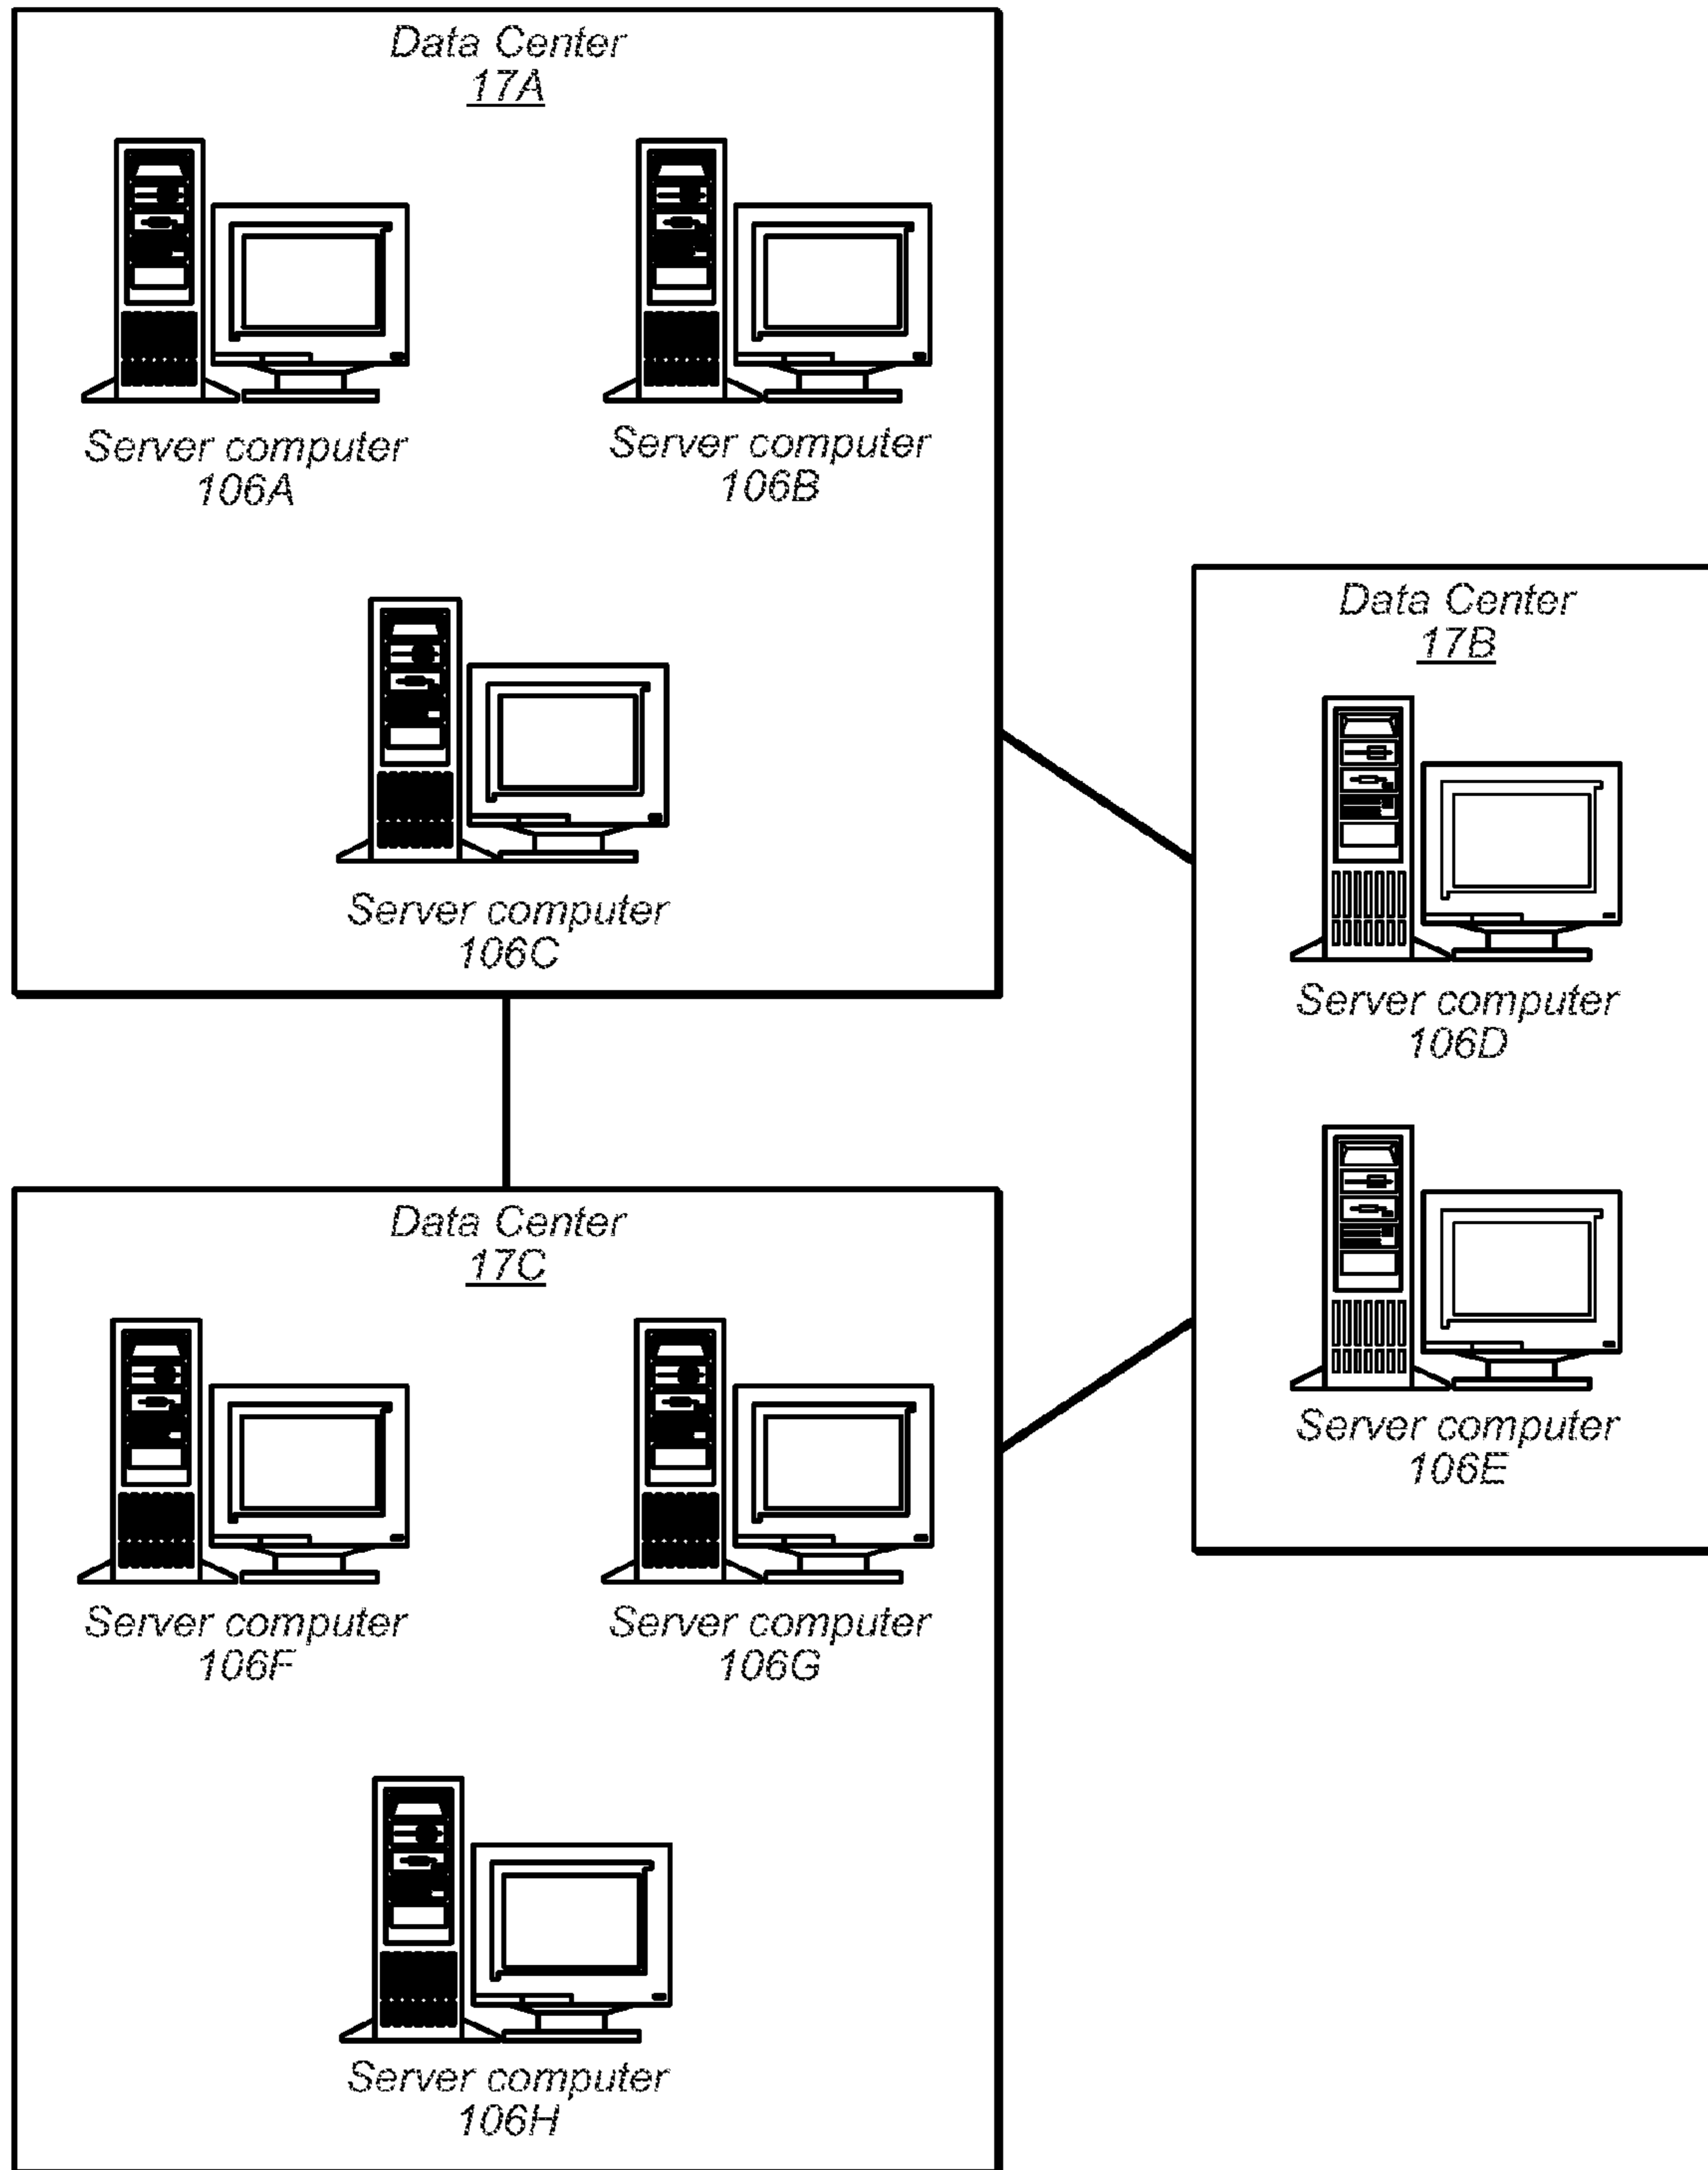 Data Center
17A
Server computer
106A
Server computer
106B
Server computer
106C
Data Center
17B
Server computer
106D
Server computer
106E
Data Center
17C
Server computer
106F
Server computer
106G
Server computer
106H